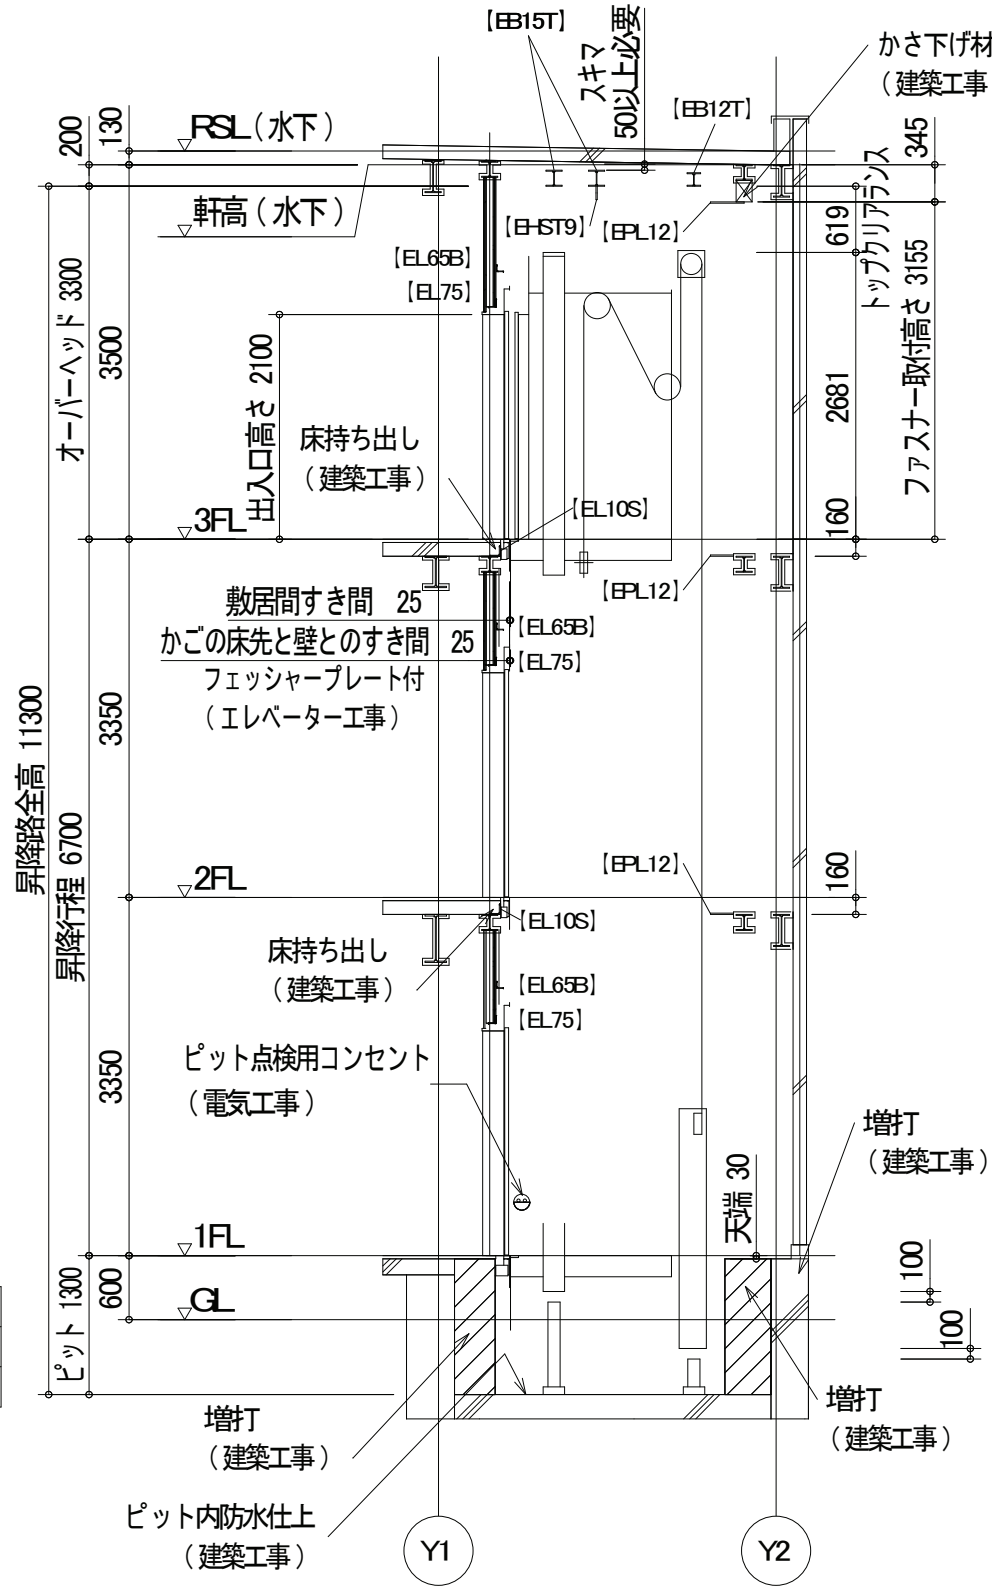 【EB15T】
スキマ
50以上必要
かさ下げ材
（建築工事
【EB12T】
200
130
RSL（水下）
345
軒高（水下）
【EHST9】
【EPL12】
619
トップクリアランス
【EL65B】
【EL75】
オーバーヘッド 3300
3500
出入口高さ 2100
2681
ファスナー取付高さ 3155
床持ち出し
（建築工事）
【EL10S】
3FL
160
【EPL12】
敷居間すき間 25
【EL65B】
かごの床先と壁とのすき間 25
【EL75】
フェッシャープレート付
（エレベーター工事）
昇降路全高 11300
昇降行程 6700
3350
【EPL12】
160
2FL
【EL10S】
床持ち出し
（建築工事）
【EL65B】
【EL75】
3350
ピット点検用コンセント
（電気工事）
増打
（建築工事）
天端 30
1FL
ピット 1300
600
GL
100
100
増打
（建築工事）
増打
（建築工事）
ピット内防水仕上
（建築工事）
Y1
Y2